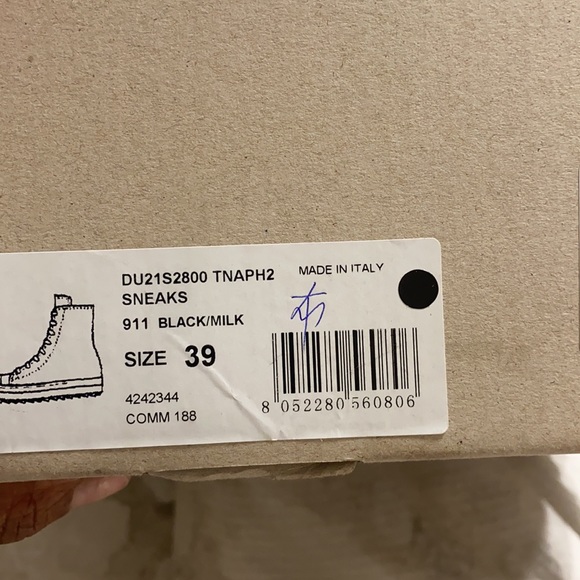 DU21S2800 TNAPH2
SNEAKS
911 BLACK/MILK
SIZE 39
4242344
COMM 188
MADE IN ITALY
8 052280 560806